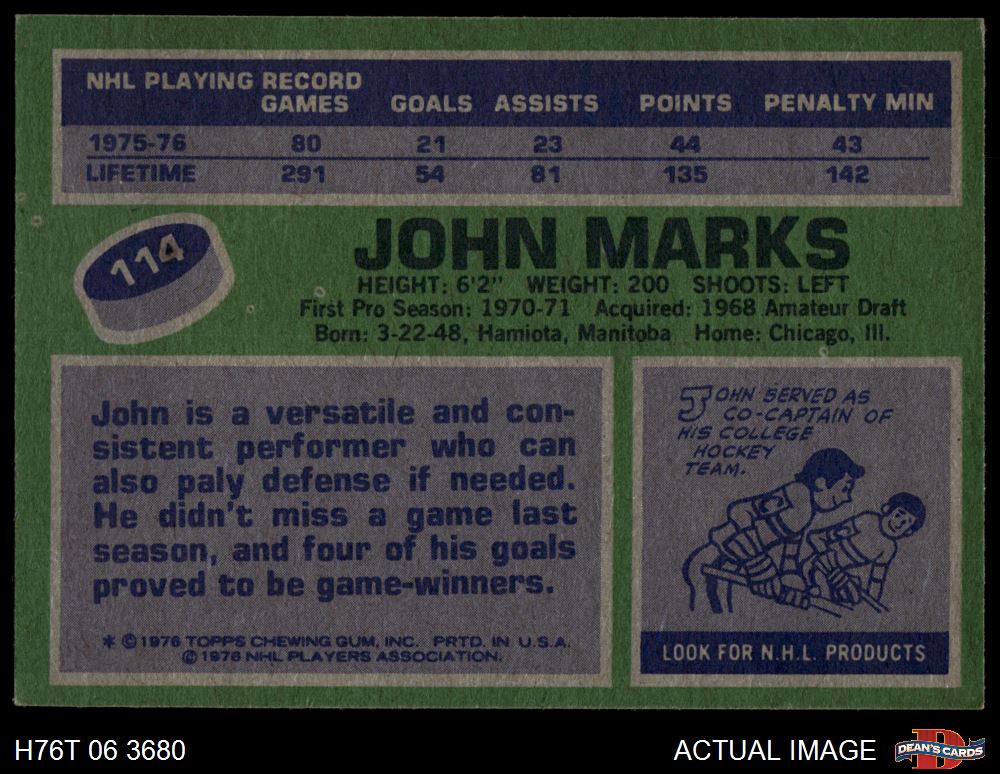 NHL PLAYING RECORD
GAMES GOALS ASSISTS POINTS PENALTY MIN
1975-76 80 21 23 44 43
LIFETIME 291 54 81 135 142
114
JOHN MARKS
HEIGHT: 6'2" WEIGHT: 200 SHOOTS: LEFT
First Pro Season: 1970-71 Acquired: 1968 Amateur Draft
Born: 3-22-48, Hamiota, Manitoba Home: Chicago, Ill.
John is a versatile and con-
sistent performer who can
also paly defense if needed.
He didn't miss a game last
season, and four of his goals
proved to be game-winners.
* © 1976 TOPPS CHEWING GUM, INC. PRTD. IN U.S.A.
© 1976 NHL PLAYERS ASSOCIATION.
JOHN SERVED AS
CO-CAPTAIN OF
HIS COLLEGE
HOCKEY
TEAM.
C
LOOK FOR N.H.L. PRODUCTS
H76T 06 3680
ACTUAL IMAGE
D
DEAN'S CARDS